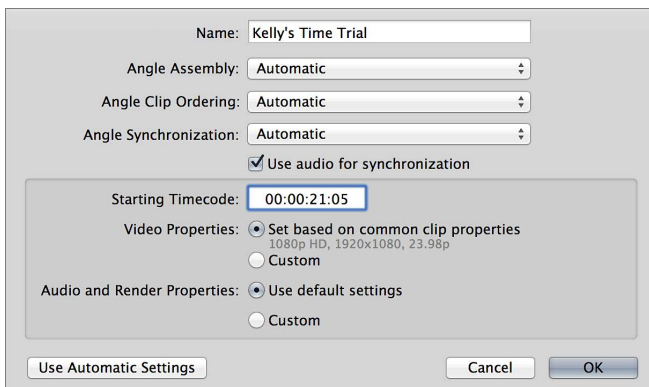 Name: Kelly's Time Trial
Angle Assembly: Automatic
Angle Clip Ordering: Automatic
Angle Synchronization: Automatic
Use audio for synchronization
Starting Timecode: 00:00:21:05
Video Properties: Set based on common clip properties
1080p HD, 1920x1080, 23.98p
Custom
Audio and Render Properties: Use default settings
Custom
Use Automatic Settings Cancel OK